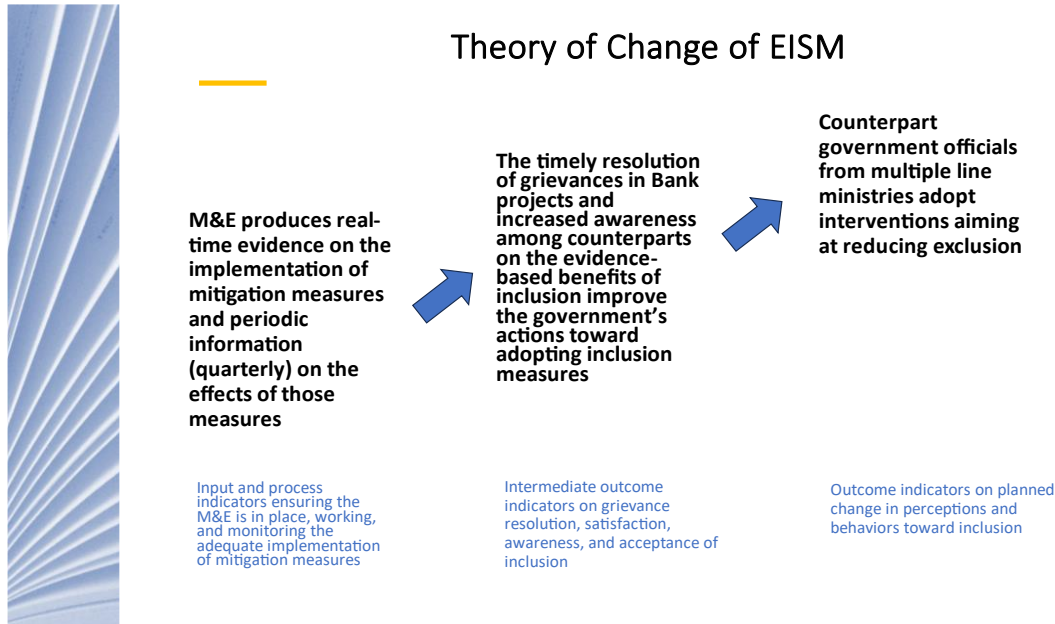 Theory of Change of EISM
M&E produces real-
time evidence on the
implementation of
mitigation measures
and periodic
information
(quarterly) on the
effects of those
measures
The timely resolution
of grievances in Bank
projects and
increased awareness
among counterparts
on the evidence-
based benefits of
inclusion improve
the government's
actions toward
adopting inclusion
measures
Counterpart
government officials
from multiple line
ministries adopt
interventions aiming
at reducing exclusion
Input and process
indicators ensuring the
M&E is in place, working,
and monitoring the
adequate implementation
of mitigation measures
Intermediate outcome
indicators on grievance
resolution, satisfaction,
awareness, and acceptance of
inclusion
Outcome indicators on planned
change in perceptions and
behaviors toward inclusion